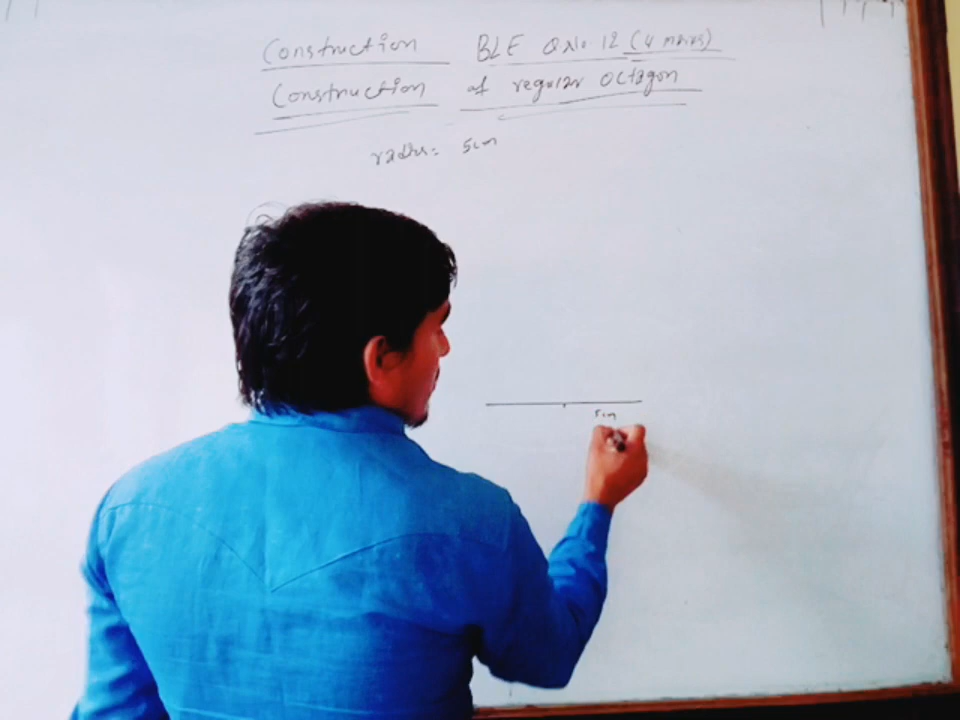 Construction BLE Q.No. 12 (4 marks)
Construction of regular octagon
radius = 5cm
5cm